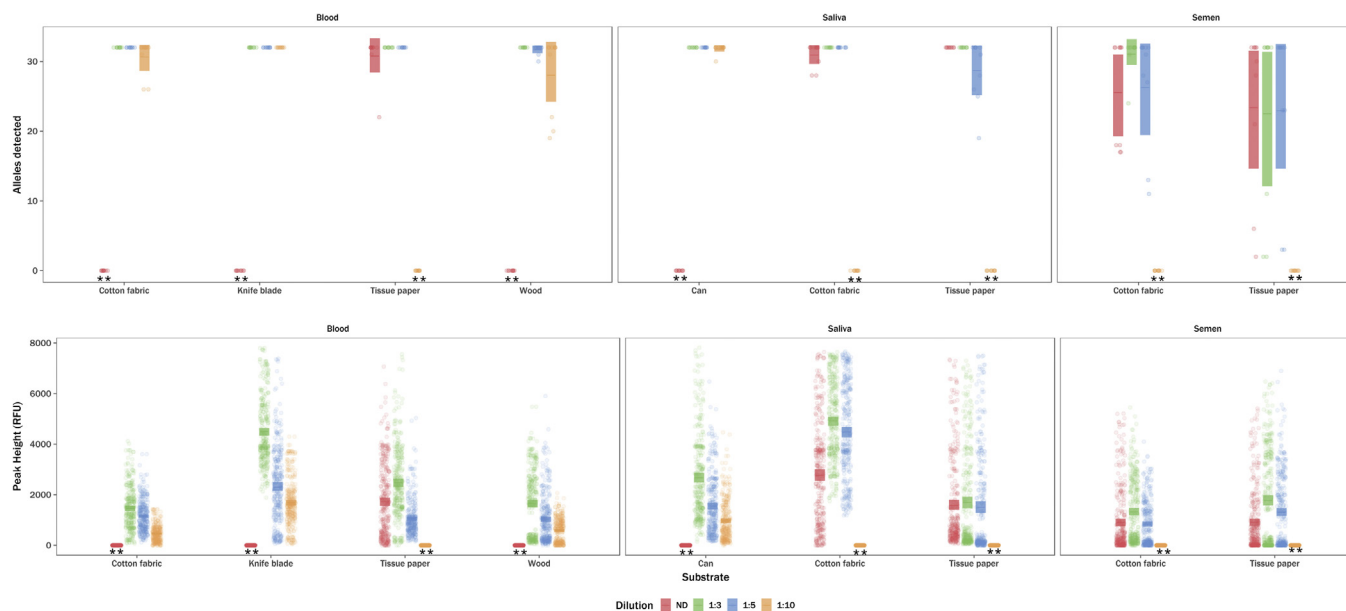 Blood Saliva Semen
Alleles detected
30
20
10
0
** ** ** ** ** ** ** ** **
Cotton fabric Knife blade Tissue paper Wood Can Cotton fabric Tissue paper Cotton fabric Tissue paper
Blood Saliva Semen
Peak Height (RFU)
8000
6000
4000
2000
0
** ** ** ** ** ** ** ** **
Cotton fabric Knife blade Tissue paper Wood Can Cotton fabric Tissue paper Cotton fabric Tissue paper
Substrate
Dilution ND 1:3 1:5 1:10